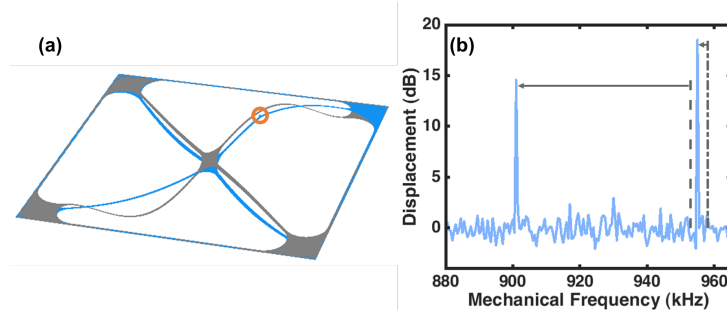 (a)
(b)
20
15
10
5
0
Displacement (dB)
880
900
920
940
960
Mechanical Frequency (kHz)